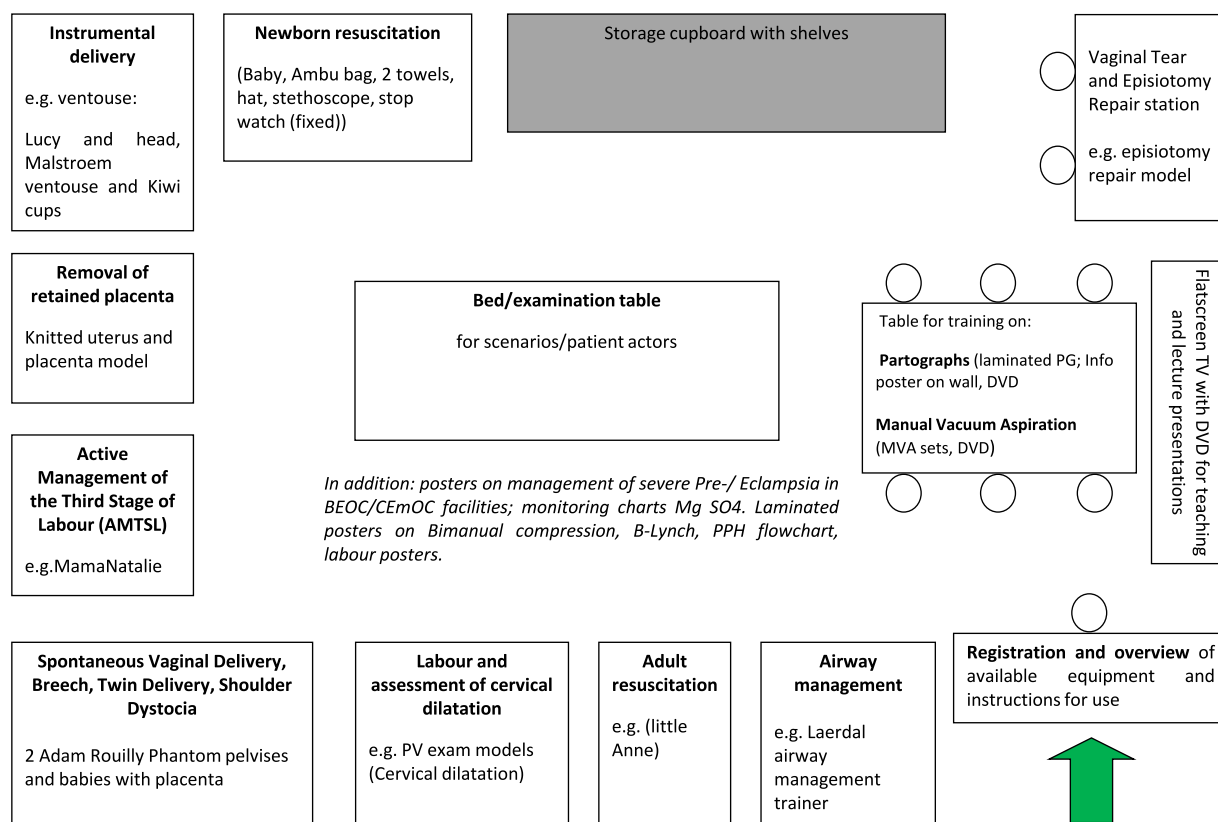 Instrumental
delivery
e.g. ventouse:
Lucy and head,
Malstroem
ventouse and Kiwi
cups
Newborn resuscitation
(Baby, Ambu bag, 2 towels,
hat, stethoscope, stop
watch (fixed))
Storage cupboard with shelves
Vaginal Tear
and Episiotomy
Repair station
e.g. episiotomy
repair model
Removal of
retained placenta
Knitted uterus and
placenta model
Bed/examination table
for scenarios/patient actors
Table for training on:
Partographs (laminated PG; Info
poster on wall, DVD
Manual Vacuum Aspiration
(MVA sets, DVD)
Flatscreen TV with DVD for teaching
and lecture presentations
Active
Management of
the Third Stage of
Labour (AMTSL)
e.g.MamaNatalie
In addition: posters on management of severe Pre-/ Eclampsia in
BEOC/CEmOC facilities; monitoring charts Mg SO4. Laminated
posters on Bimanual compression, B-Lynch, PPH flowchart,
labour posters.
Spontaneous Vaginal Delivery,
Breech, Twin Delivery, Shoulder
Dystocia
2 Adam Rouilly Phantom pelvises
and babies with placenta
Labour and
assessment of cervical
dilatation
e.g. PV exam models
(Cervical dilatation)
Adult
resuscitation
e.g. (little
Anne)
Airway
management
e.g. Laerdal
airway
management
trainer
Registration and overview of
available equipment and
instructions for use